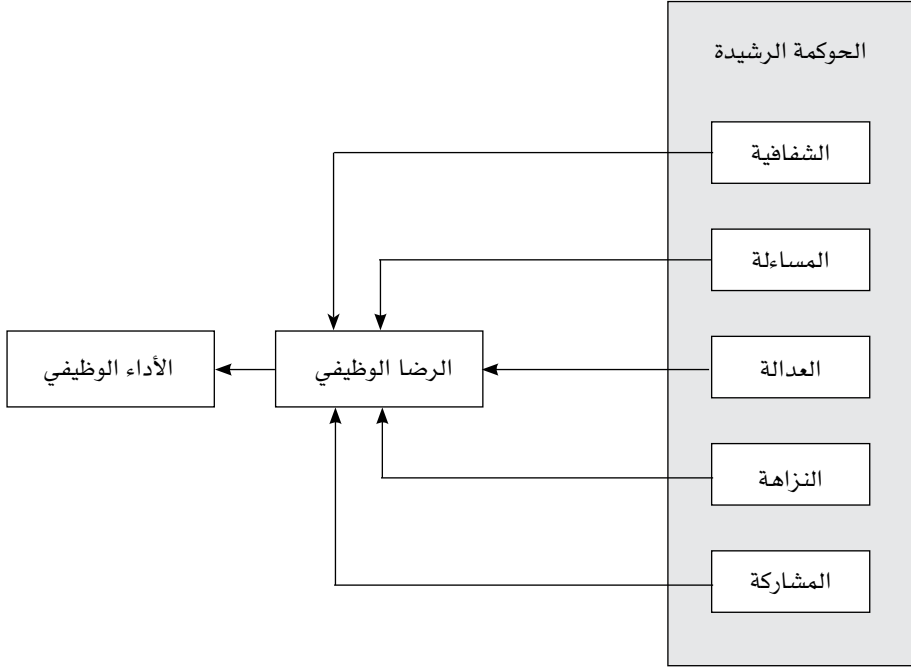 الحوكمة الرشيدة
الشفافية
المساءلة
العدالة
النزاهة
المشاركة
الرضا الوظيفي
الأداء الوظيفي